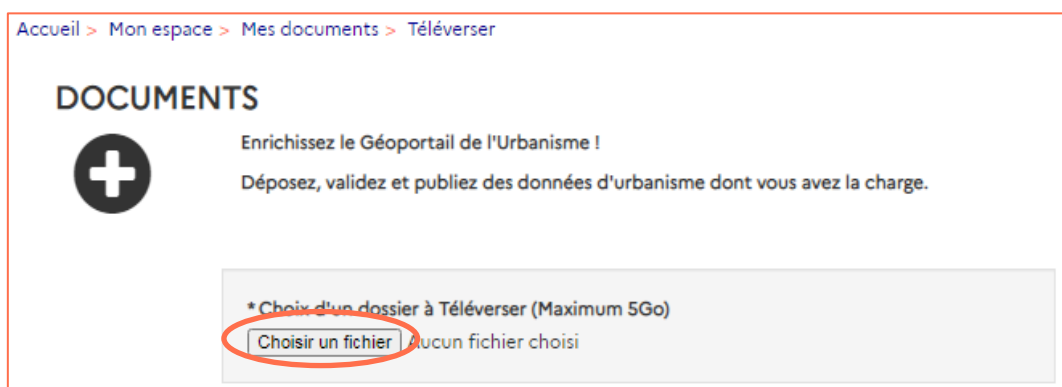 Accueil > Mon espace > Mes documents > Téléverser
DOCUMENTS
Enrichissez le Géoportail de l'Urbanisme !
Déposez, validez et publiez des données d'urbanisme dont vous avez la charge.
* Choix d'un dossier à Téléverser (Maximum 5Go)
Choisir un fichier Aucun fichier choisi